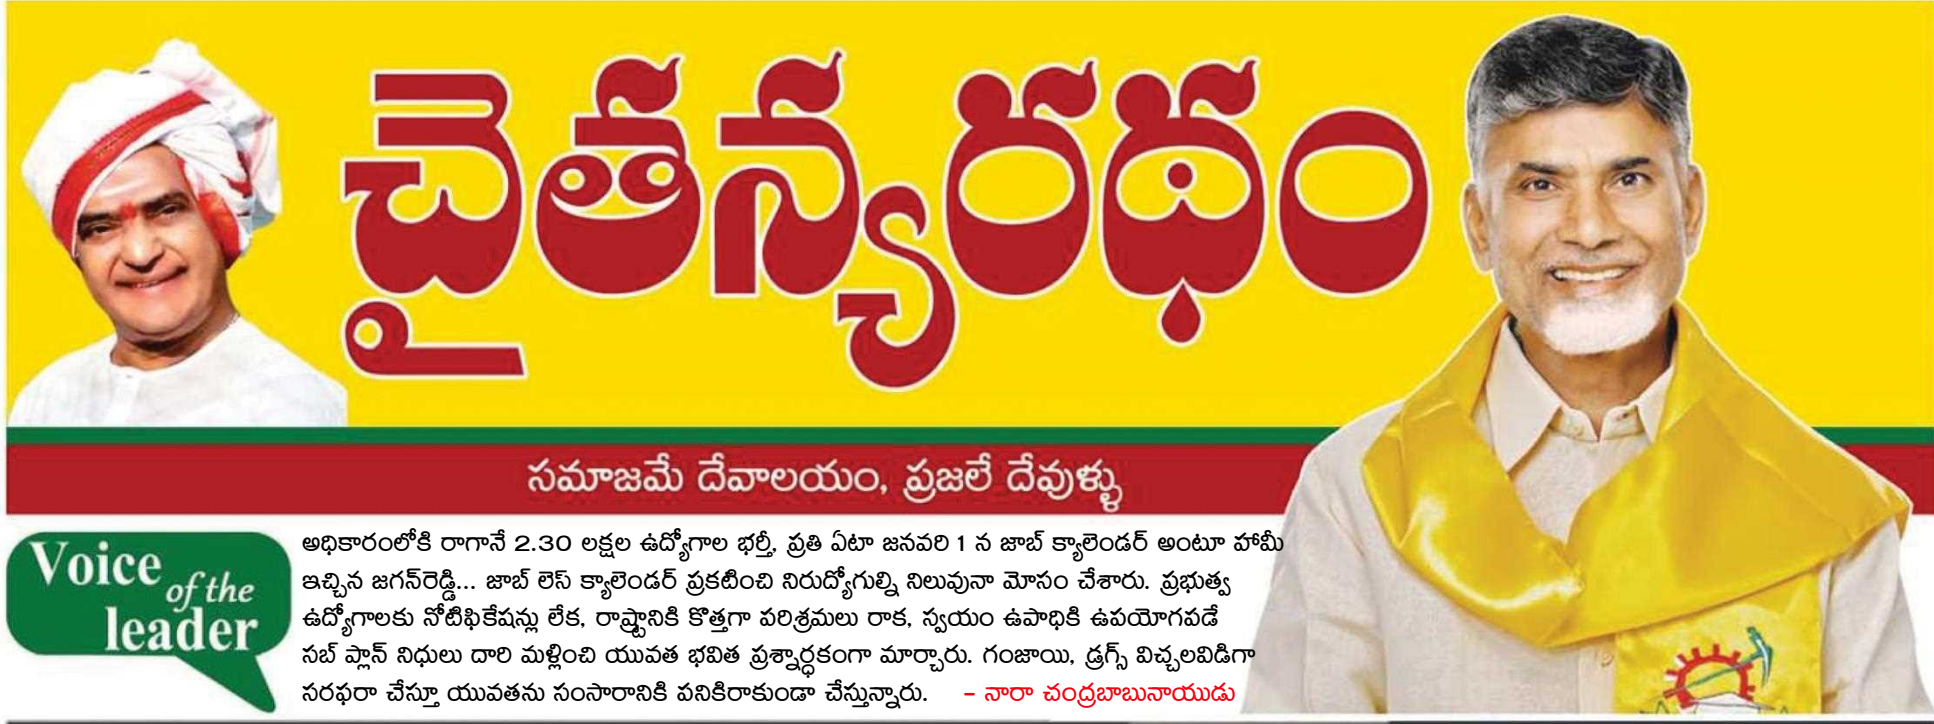 చైతన్యరథం
సమాజమే దేవాలయం, ప్రజలే దేవుళ్ళు
Voice of the leader
అధికారంలోకి రాగానే 2.30 లక్షల ఉద్యోగాల భర్తీ, ప్రతి ఏటా జనవరి 1 న జాబ్ క్యాలెండర్ అంటూ హామీ
ఇచ్చిన జగన్‌రెడ్డి... జాబ్ లెస్ క్యాలెండర్ ప్రకటించి నిరుద్యోగుల్ని నిలువునా మోసం చేశారు. ప్రభుత్వ
ఉద్యోగాలకు నోటిఫికేషన్లు లేక, రాష్ట్రానికి కొత్తగా పరిశ్రమలు రాక, స్వయం ఉపాధికి ఉపయోగపడే
సబ్ ప్లాన్ నిధులు దారి మళ్లించి యువత భవిత ప్రశ్నార్ధకంగా మార్చారు. గంజాయి, డ్రగ్స్ విచ్చలవిడిగా
సరఫరా చేస్తూ యువతను సంసారానికి పనికిరాకుండా చేస్తున్నారు. - నారా చంద్రబాబునాయుడు